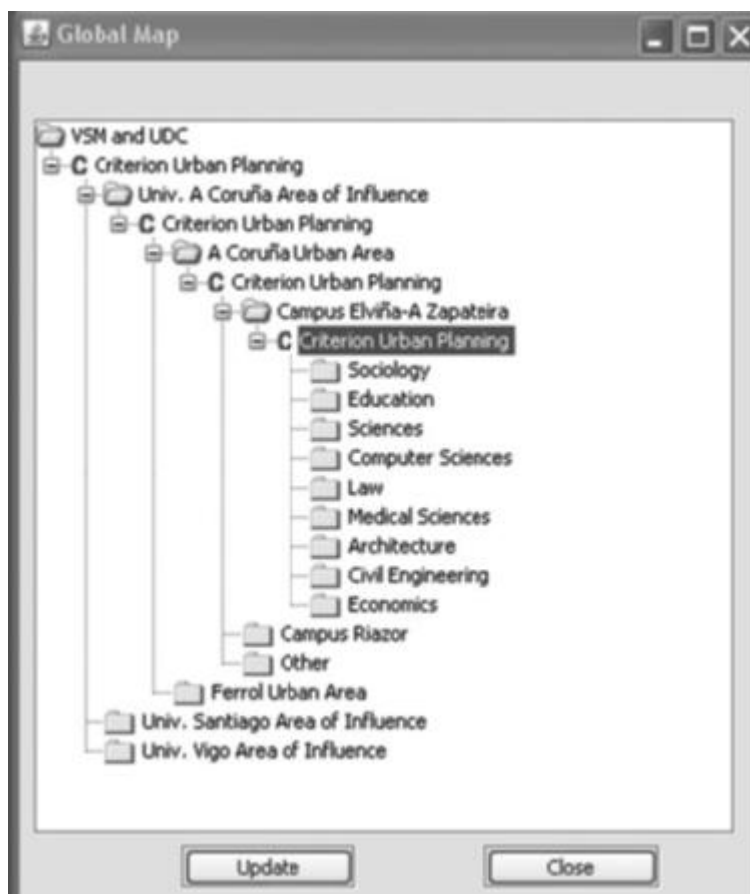 Global Map
VSM and UDC
C Criterion Urban Planning
Univ. A Coruña Area of Influence
C Criterion Urban Planning
A Coruña Urban Area
C Criterion Urban Planning
Campus Elviña-A Zapateira
C Criterion Urban Planning
Sociology
Education
Sciences
Computer Sciences
Law
Medical Sciences
Architecture
Civil Engineering
Economics
Campus Riazor
Other
Ferrol Urban Area
Univ. Santiago Area of Influence
Univ. Vigo Area of Influence
Update Close